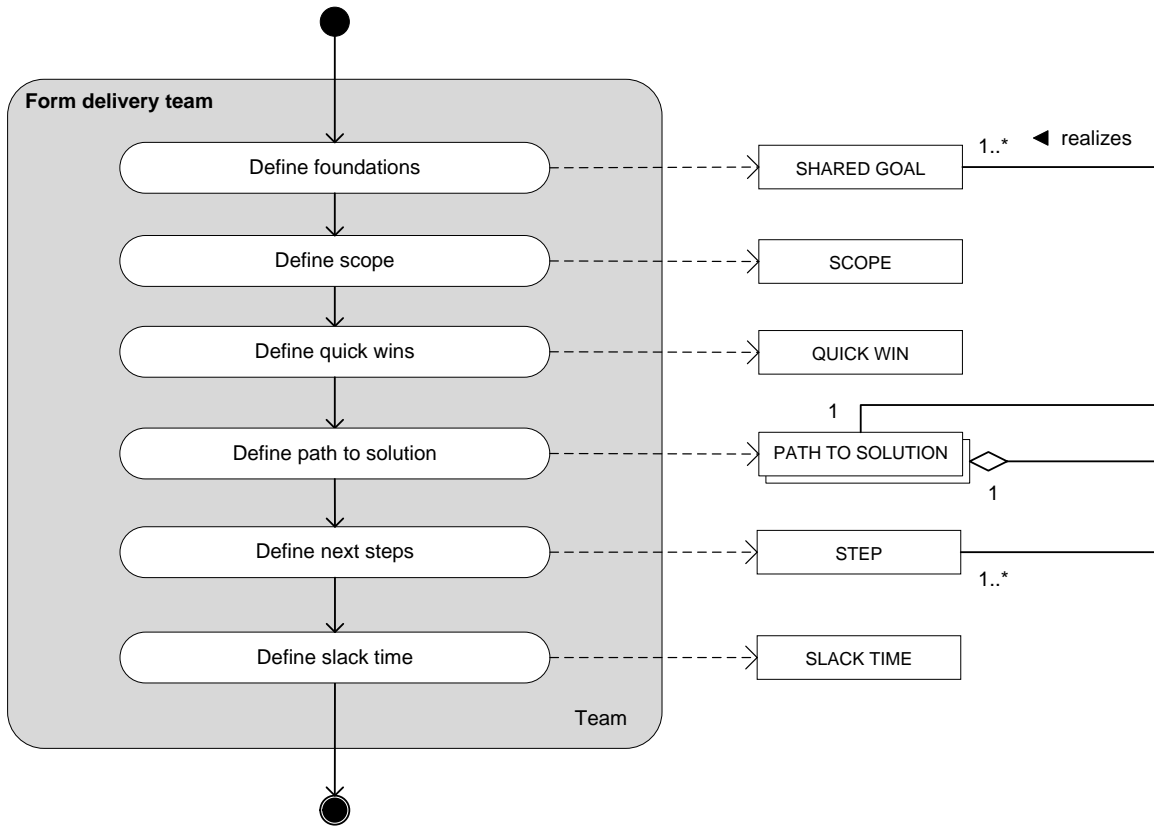 Form delivery team
1..*
◄ realizes
Define foundations
SHARED GOAL
Define scope
SCOPE
Define quick wins
QUICK WIN
1
Define path to solution
PATH TO SOLUTION
1
Define next steps
STEP
1..*
Define slack time
SLACK TIME
Team